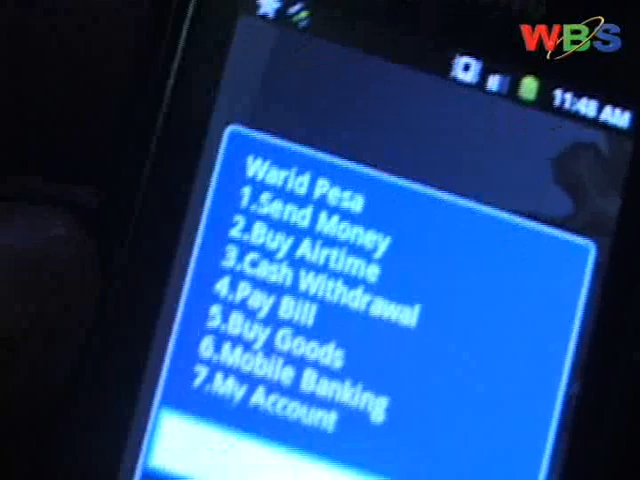 WBS
11:48 AM
Warid Pesa
1.Send Money
2.Buy Airtime
3.Cash Withdrawal
4.Pay Bill
5.Buy Goods
6.Mobile Banking
7.My Account